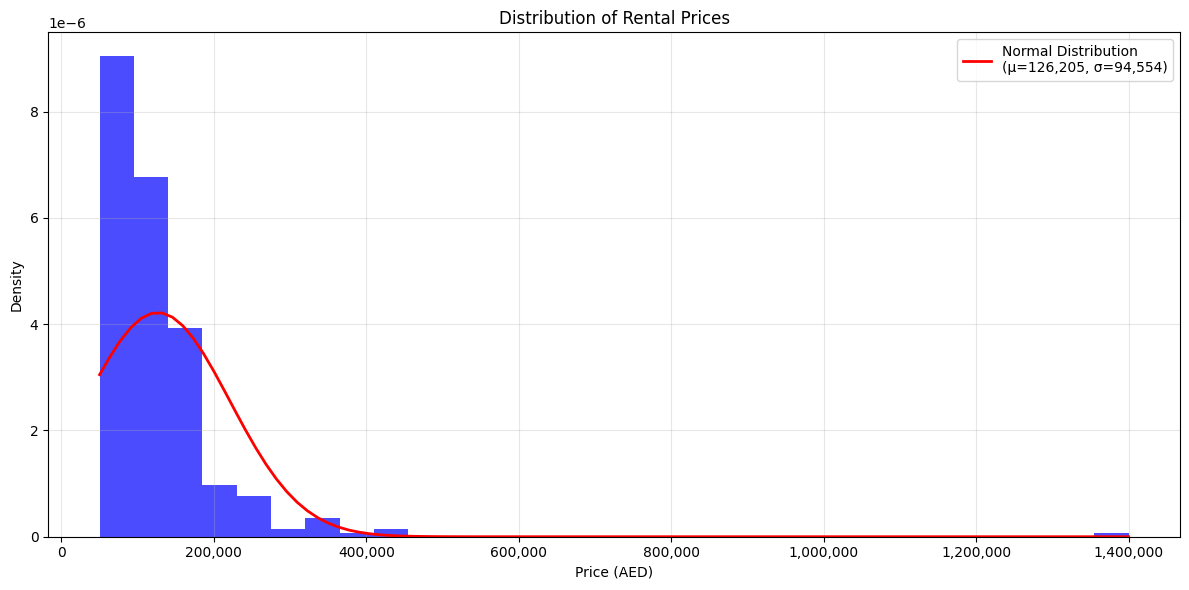 Distribution of Rental Prices
1e−6
Normal Distribution
(μ=126,205, σ=94,554)
8
6
4
2
0
Density
0 200,000 400,000 600,000 800,000 1,000,000 1,200,000 1,400,000
Price (AED)